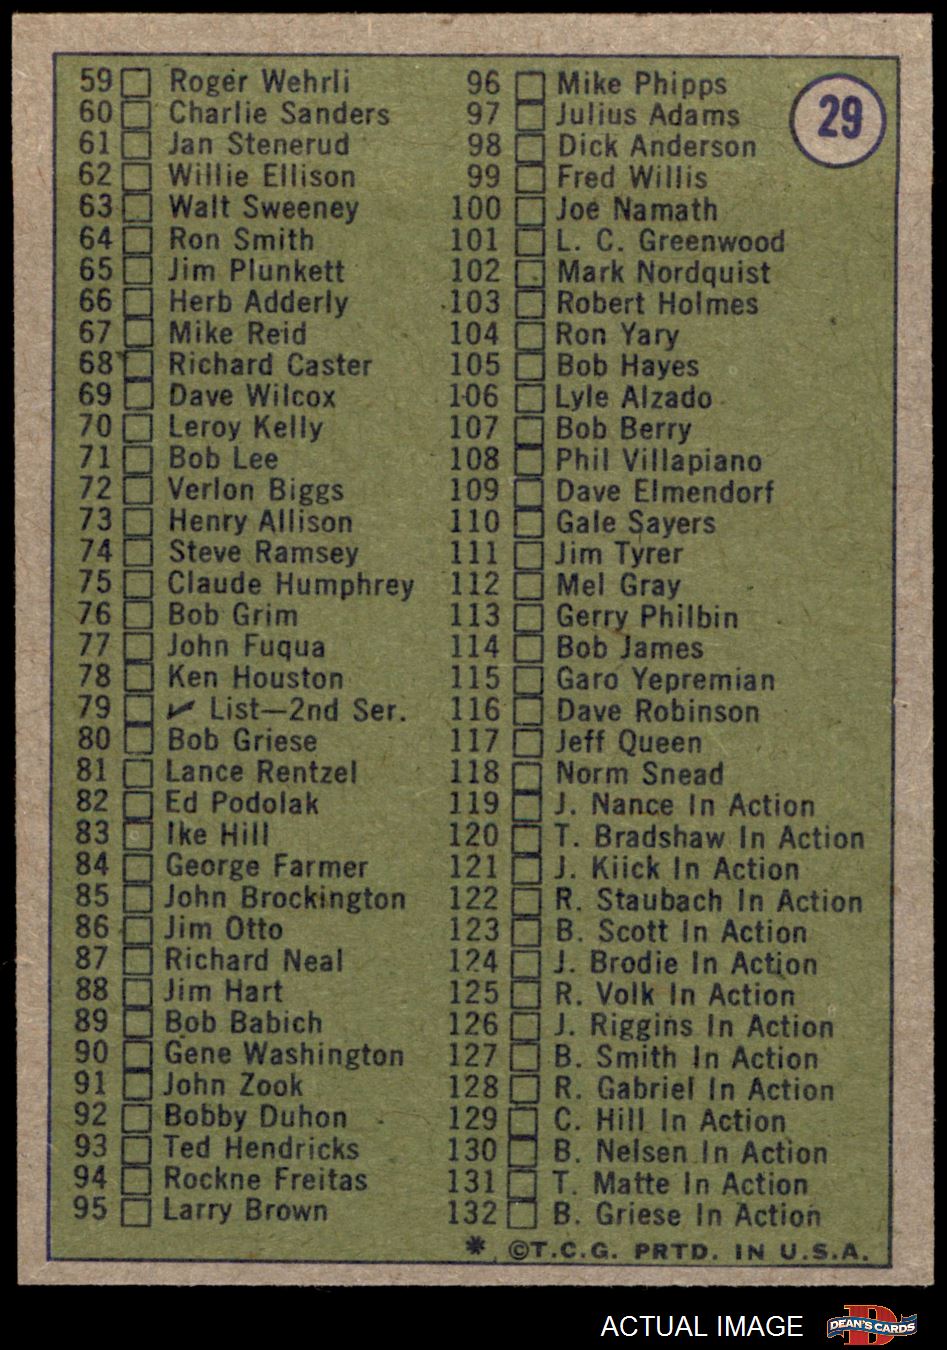 29
59 Roger Wehrli
60 Charlie Sanders
61 Jan Stenerud
62 Willie Ellison
63 Walt Sweeney
64 Ron Smith
65 Jim Plunkett
66 Herb Adderly
67 Mike Reid
68 Richard Caster
69 Dave Wilcox
70 Leroy Kelly
71 Bob Lee
72 Verlon Biggs
73 Henry Allison
74 Steve Ramsey
75 Claude Humphrey
76 Bob Grim
77 John Fuqua
78 Ken Houston
79 ✓ List—2nd Ser.
80 Bob Griese
81 Lance Rentzel
82 Ed Podolak
83 Ike Hill
84 George Farmer
85 John Brockington
86 Jim Otto
87 Richard Neal
88 Jim Hart
89 Bob Babich
90 Gene Washington
91 John Zook
92 Bobby Duhon
93 Ted Hendricks
94 Rockne Freitas
95 Larry Brown
96 Mike Phipps
97 Julius Adams
98 Dick Anderson
99 Fred Willis
100 Joe Namath
101 L. C. Greenwood
102 Mark Nordquist
103 Robert Holmes
104 Ron Yary
105 Bob Hayes
106 Lyle Alzado
107 Bob Berry
108 Phil Villapiano
109 Dave Elmendorf
110 Gale Sayers
111 Jim Tyrer
112 Mel Gray
113 Gerry Philbin
114 Bob James
115 Garo Yepremian
116 Dave Robinson
117 Jeff Queen
118 Norm Snead
119 J. Nance In Action
120 T. Bradshaw In Action
121 J. Kiick In Action
122 R. Staubach In Action
123 B. Scott In Action
124 J. Brodie In Action
125 R. Volk In Action
126 J. Riggins In Action
127 B. Smith In Action
128 R. Gabriel In Action
129 C. Hill In Action
130 B. Nelsen In Action
131 T. Matte In Action
132 B. Griese In Action
* ©T.C.G. PRTD. IN U.S.A.
ACTUAL IMAGE
DEAN'S CARDS